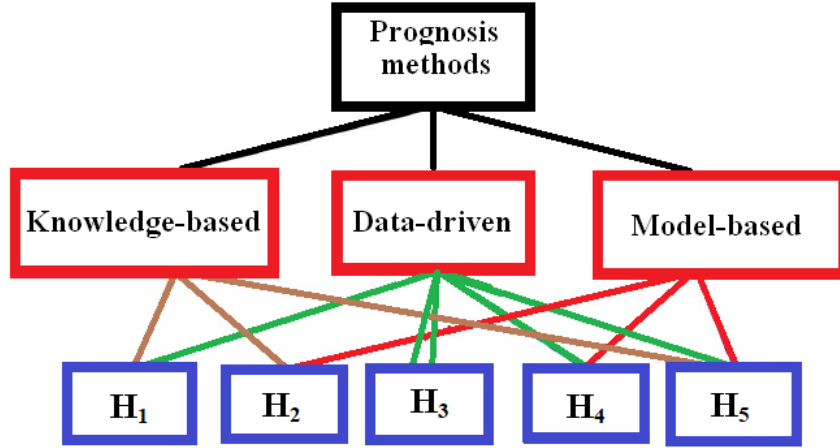 Prognosis
methods
Knowledge-based
Data-driven
Model-based
H₁
H₂
H₃
H₄
H₅